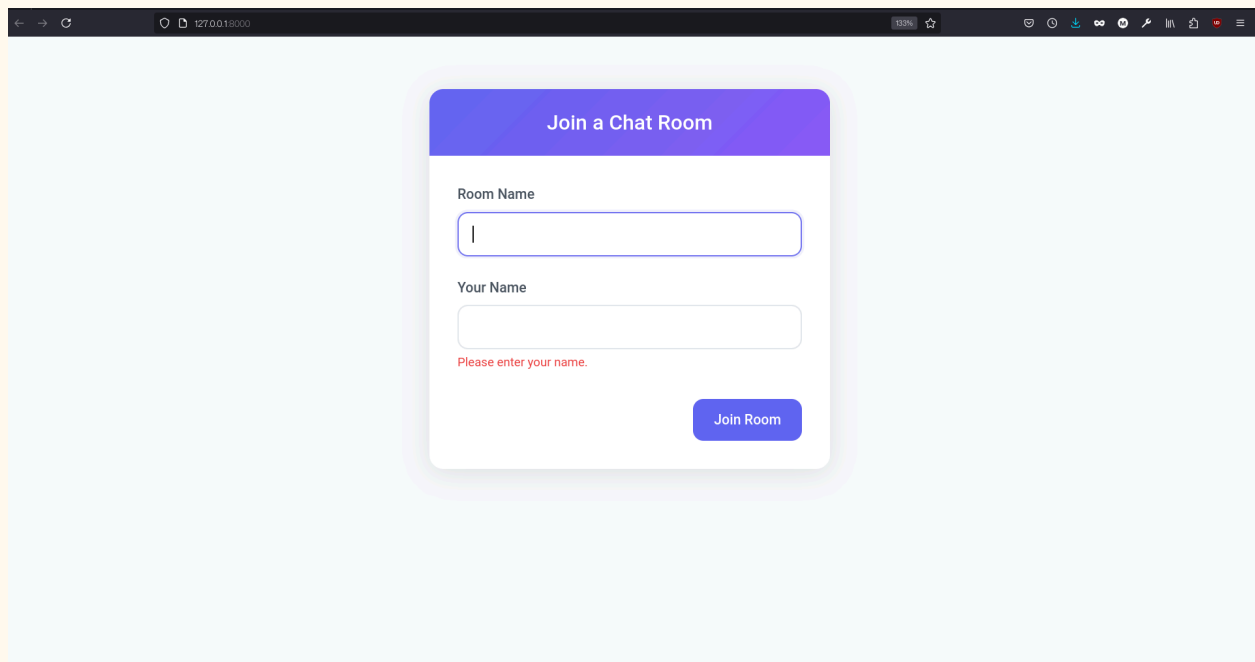 127.0.0.1:8000
133%
Join a Chat Room
Room Name
Your Name
Please enter your name.
Join Room